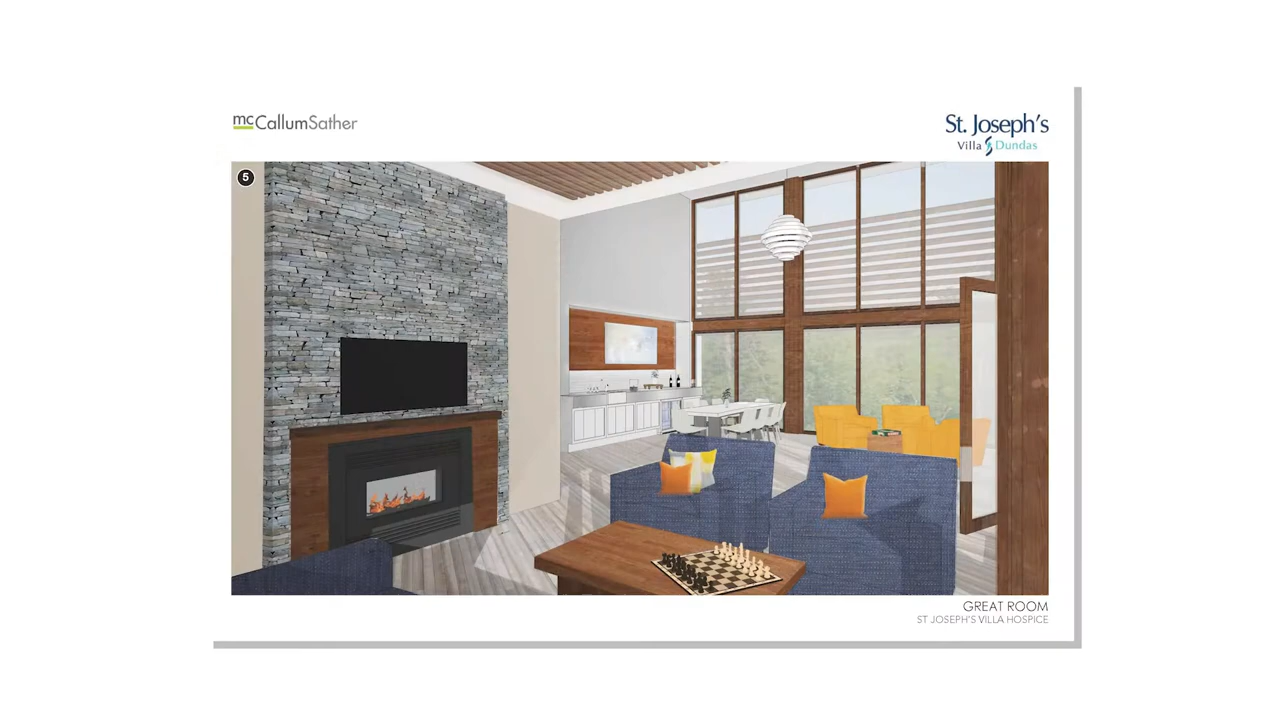 mcCallumSather
St. Joseph's
Villa Dundas
5
GREAT ROOM
ST JOSEPH'S VILLA HOSPICE